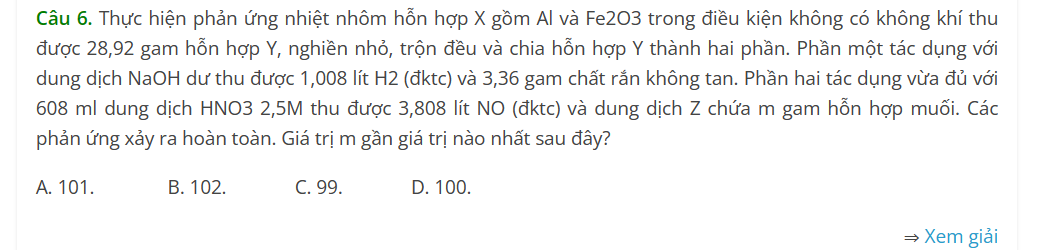 Câu 6. Thực hiện phản ứng nhiệt nhôm hỗn hợp X gồm Al và Fe2O3 trong điều kiện không có không khí thu
được 28,92 gam hỗn hợp Y, nghiền nhỏ, trộn đều và chia hỗn hợp Y thành hai phần. Phần một tác dụng với
dung dịch NaOH dư thu được 1,008 lít H2 (đktc) và 3,36 gam chất rắn không tan. Phần hai tác dụng vừa đủ với
608 ml dung dịch HNO3 2,5M thu được 3,808 lít NO (đktc) và dung dịch Z chứa m gam hỗn hợp muối. Các
phản ứng xảy ra hoàn toàn. Giá trị m gần giá trị nào nhất sau đây?
A. 101. B. 102. C. 99. D. 100.
⇒ Xem giải